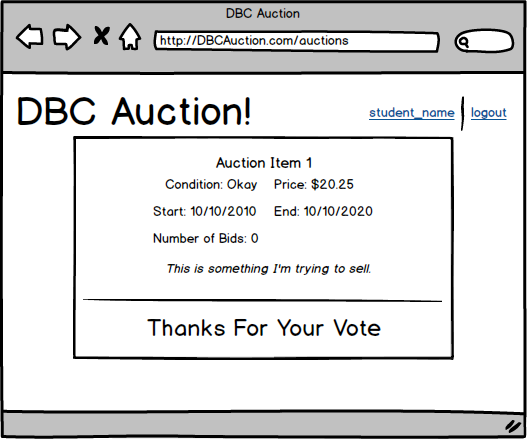 DBC Auction
http://DBCAuction.com/auctions
DBC Auction!
student_name logout
Auction Item 1
Condition: Okay Price: $20.25
Start: 10/10/2010 End: 10/10/2020
Number of Bids: 0
This is something I'm trying to sell.
Thanks For Your Vote